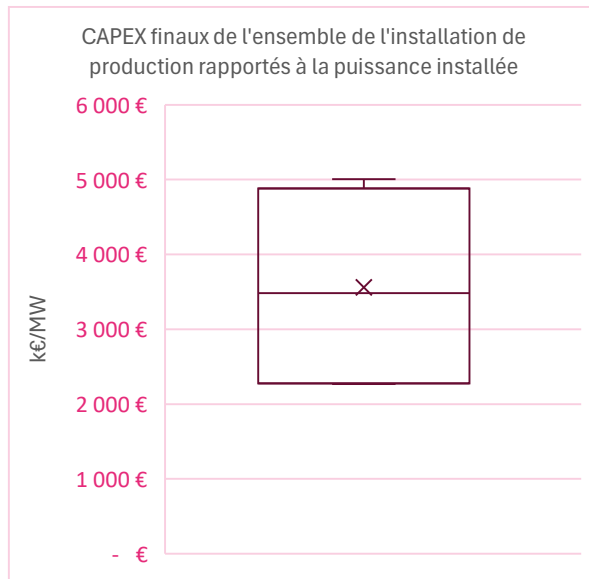 CAPEX finaux de l'ensemble de l'installation de
production rapportés à la puissance installée
6 000 €
5 000 €
4 000 €
3 000 €
2 000 €
1 000 €
- €
k€/MW